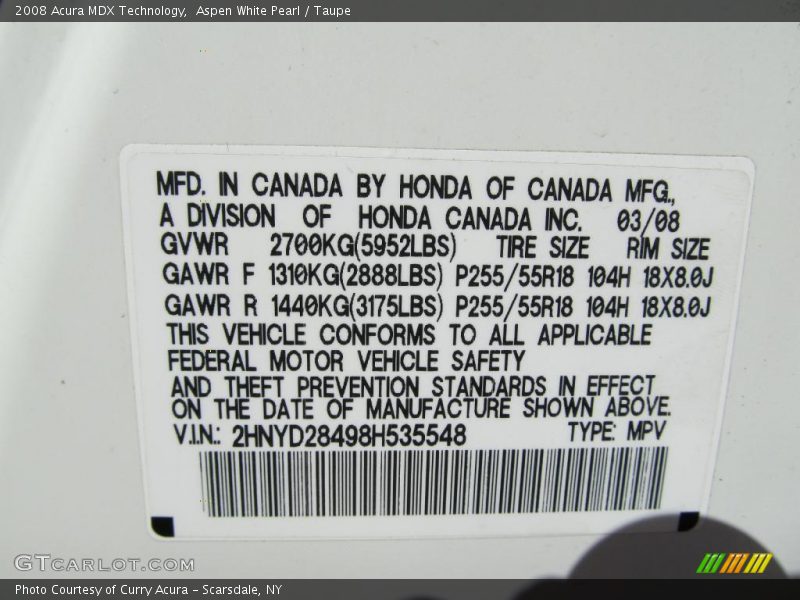 2008 Acura MDX Technology,  Aspen White Pearl / Taupe
MFD. IN CANADA BY HONDA OF CANADA MFG.,
A DIVISION OF HONDA CANADA INC. 03/08
GVWR 2700KG(5952LBS) TIRE SIZE RIM SIZE
GAWR F 1310KG(2888LBS) P255/55R18 104H 18X8.0J
GAWR R 1440KG(3175LBS) P255/55R18 104H 18X8.0J
THIS VEHICLE CONFORMS TO ALL APPLICABLE
FEDERAL MOTOR VEHICLE SAFETY
AND THEFT PREVENTION STANDARDS IN EFFECT
ON THE DATE OF MANUFACTURE SHOWN ABOVE.
V.I.N.: 2HNYD28498H535548 TYPE: MPV
GTCARLOT.COM
Photo Courtesy of Curry Acura - Scarsdale, NY